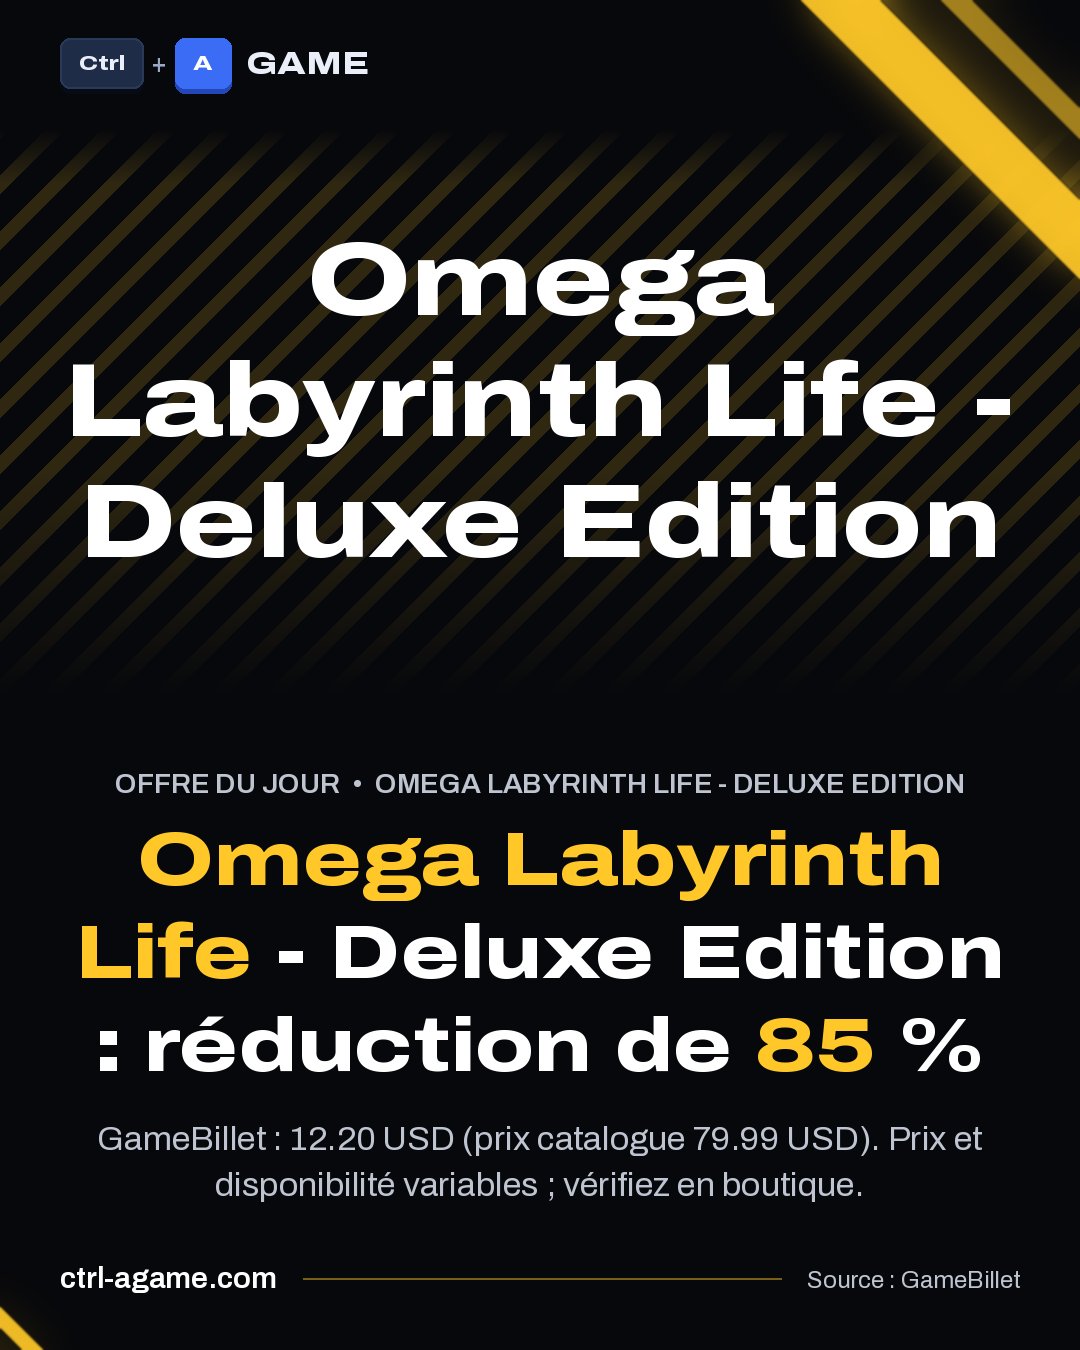 Ctrl + A GAME
Omega
Labyrinth Life -
Deluxe Edition
OFFRE DU JOUR • OMEGA LABYRINTH LIFE - DELUXE EDITION
Omega Labyrinth
Life - Deluxe Edition
: réduction de 85 %
GameBillet : 12.20 USD (prix catalogue 79.99 USD). Prix et
disponibilité variables ; vérifiez en boutique.
ctrl-agame.com
Source : GameBillet